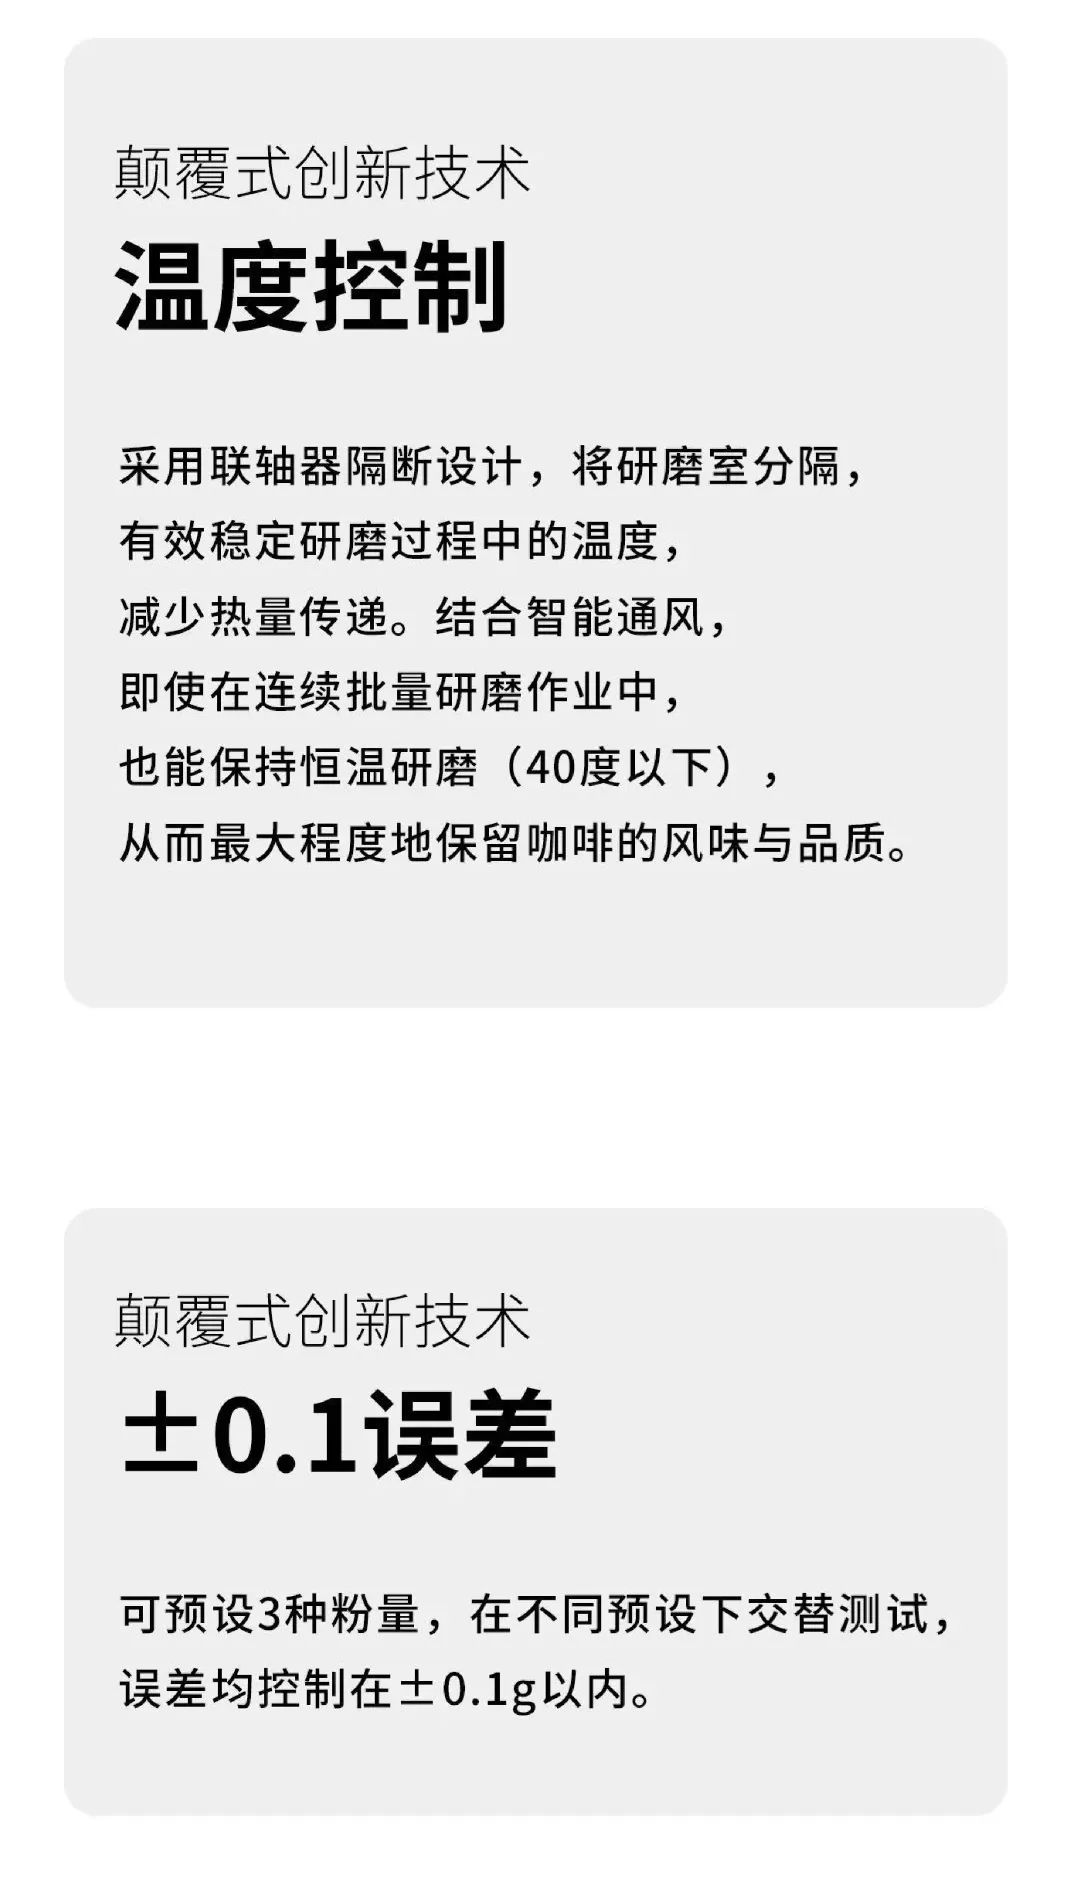 颠覆式创新技术
温度控制
采用联轴器隔断设计，将研磨室分隔，
有效稳定研磨过程中的温度，
减少热量传递。结合智能通风，
即使在连续批量研磨作业中，
也能保持恒温研磨（40度以下），
从而最大程度地保留咖啡的风味与品质。
颠覆式创新技术
±0.1误差
可预设3种粉量，在不同预设下交替测试，
误差均控制在±0.1g以内。